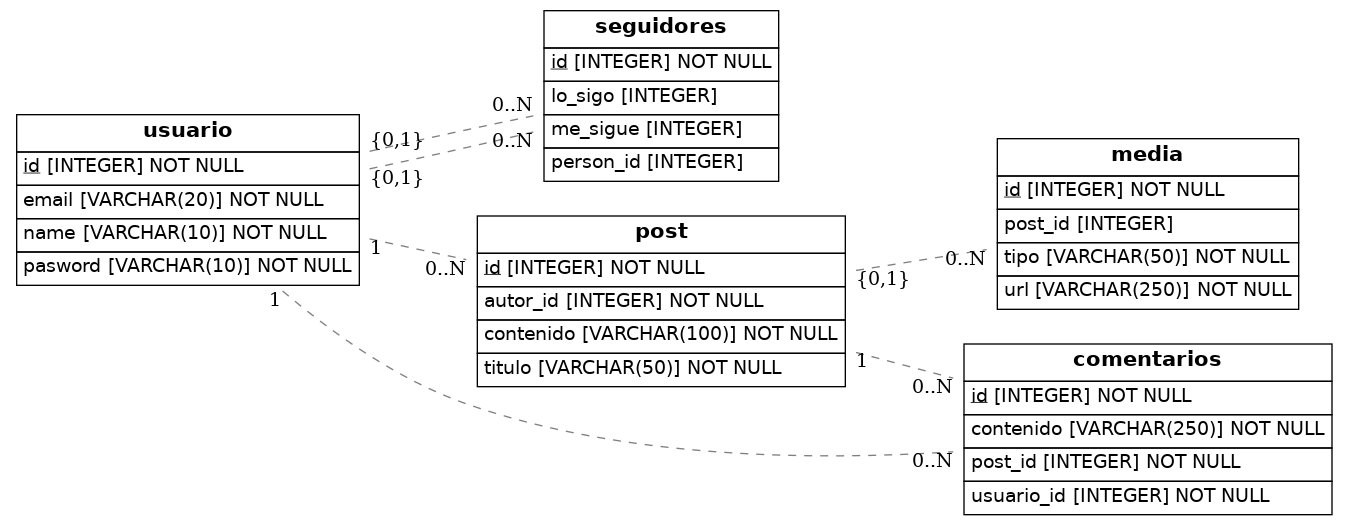 seguidores
id [INTEGER] NOT NULL
lo_sigo [INTEGER]
me_sigue [INTEGER]
person_id [INTEGER]
usuario
id [INTEGER] NOT NULL
email [VARCHAR(20)] NOT NULL
name [VARCHAR(10)] NOT NULL
pasword [VARCHAR(10)] NOT NULL
0..N
{0,1}
0..N
{0,1}
media
id [INTEGER] NOT NULL
post_id [INTEGER]
tipo [VARCHAR(50)] NOT NULL
url [VARCHAR(250)] NOT NULL
post
id [INTEGER] NOT NULL
autor_id [INTEGER] NOT NULL
contenido [VARCHAR(100)] NOT NULL
titulo [VARCHAR(50)] NOT NULL
1
0..N
0..N
{0,1}
1
0..N
comentarios
id [INTEGER] NOT NULL
contenido [VARCHAR(250)] NOT NULL
post_id [INTEGER] NOT NULL
usuario_id [INTEGER] NOT NULL
1
0..N